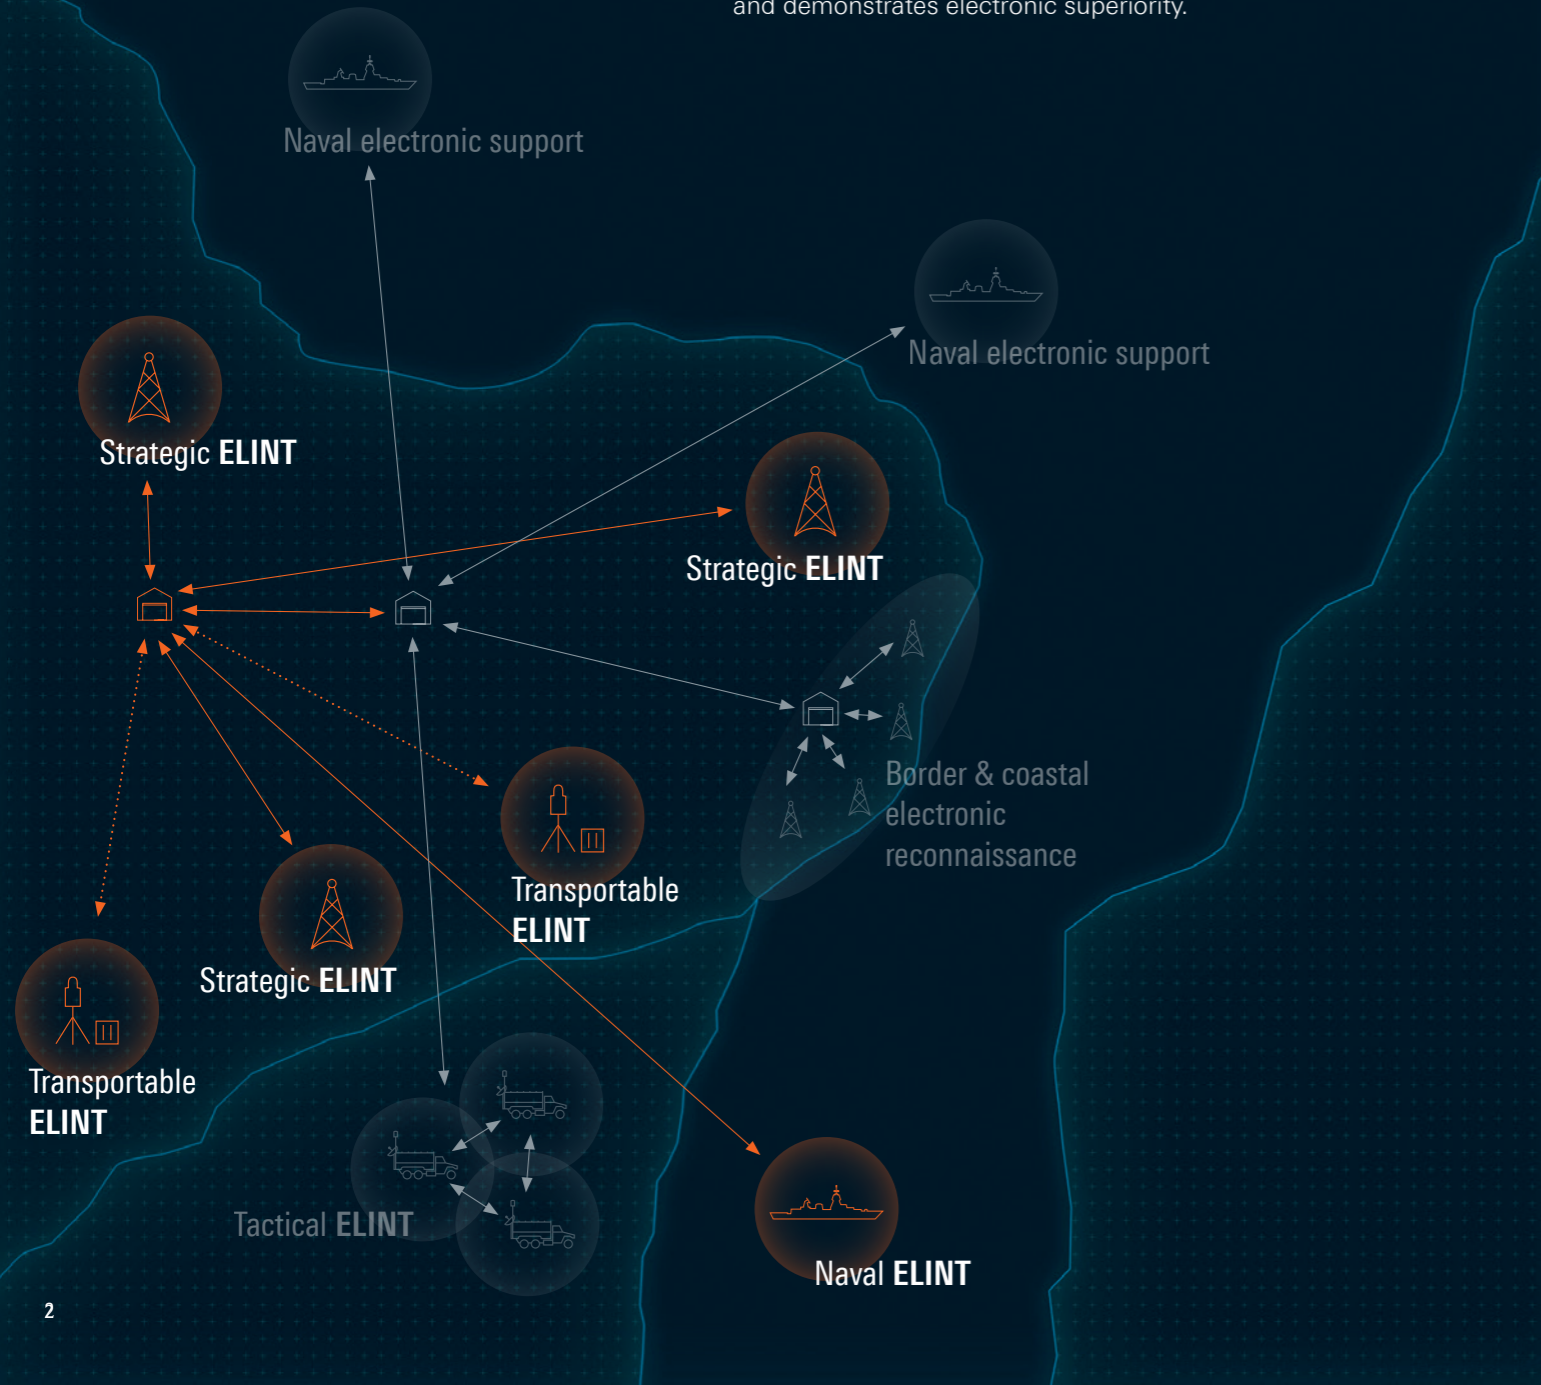 and demonstrates electronic superiority.
Naval electronic support
Naval electronic support
Strategic ELINT
Strategic ELINT
Border & coastal
electronic
reconnaissance
Transportable
ELINT
Strategic ELINT
Transportable
ELINT
Tactical ELINT
Naval ELINT
2